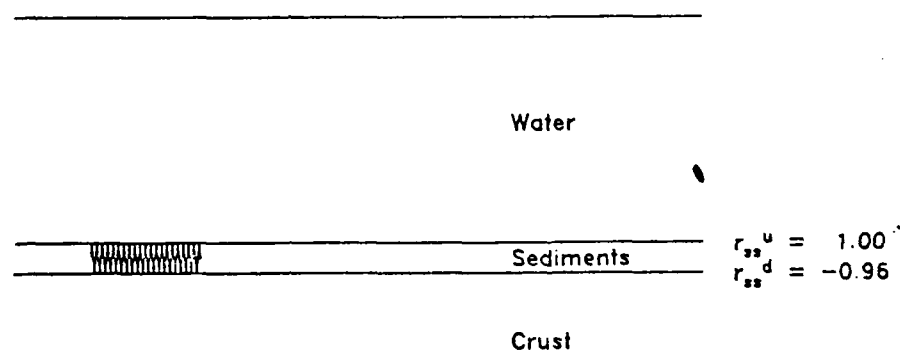 Water
r_ss^u = 1.00
Sediments
r_ss^d = -0.96
Crust